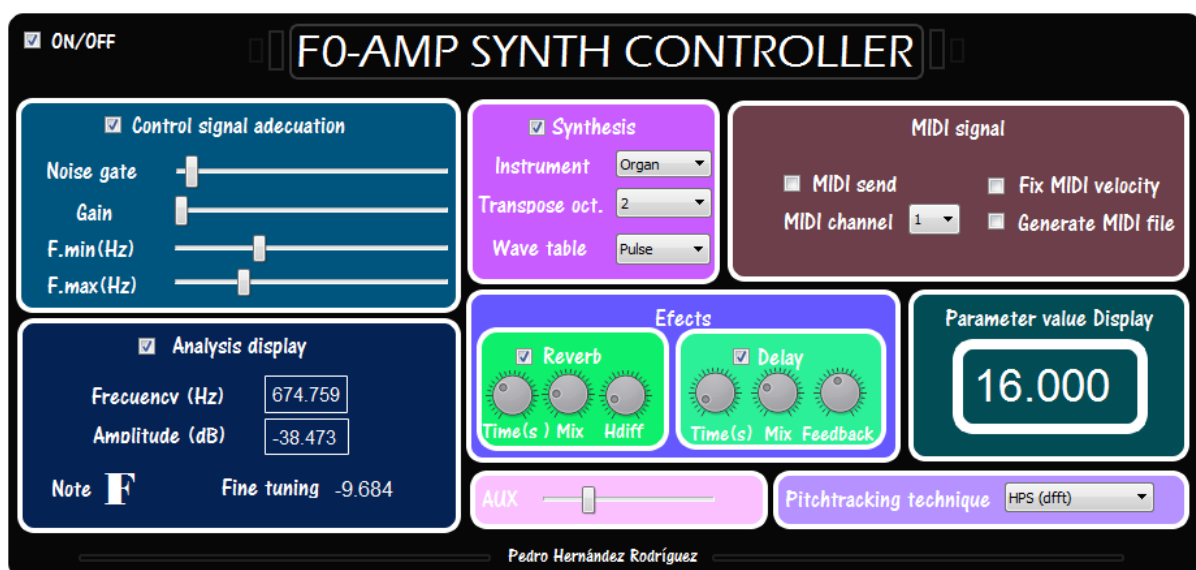 ON/OFF
F0-AMP SYNTH CONTROLLER
Control signal adecuation
Noise gate
Gain
F.min(Hz)
F.max(Hz)
Synthesis
Instrument Organ
Transpose oct. 2
Wave table Pulse
MIDI signal
MIDI send Fix MIDI velocity
MIDI channel 1 Generate MIDI file
Analysis display
Frecuency (Hz) 674.759
Amplitude (dB) -38.473
Note F Fine tuning -9.684
Efects
Reverb
Time(s ) Mix Hdiff
Delay
Time(s) Mix Feedback
Parameter value Display
16.000
AUX
Pitchtracking technique HPS (dfft)
Pedro Hernández Rodríguez